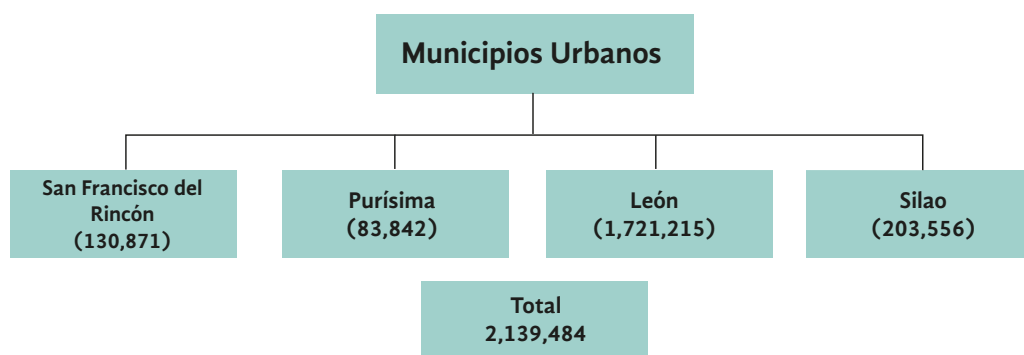 Municipios Urbanos
San Francisco del
Rincón
(130,871)
Purísima
(83,842)
León
(1,721,215)
Silao
(203,556)
Total
2,139,484